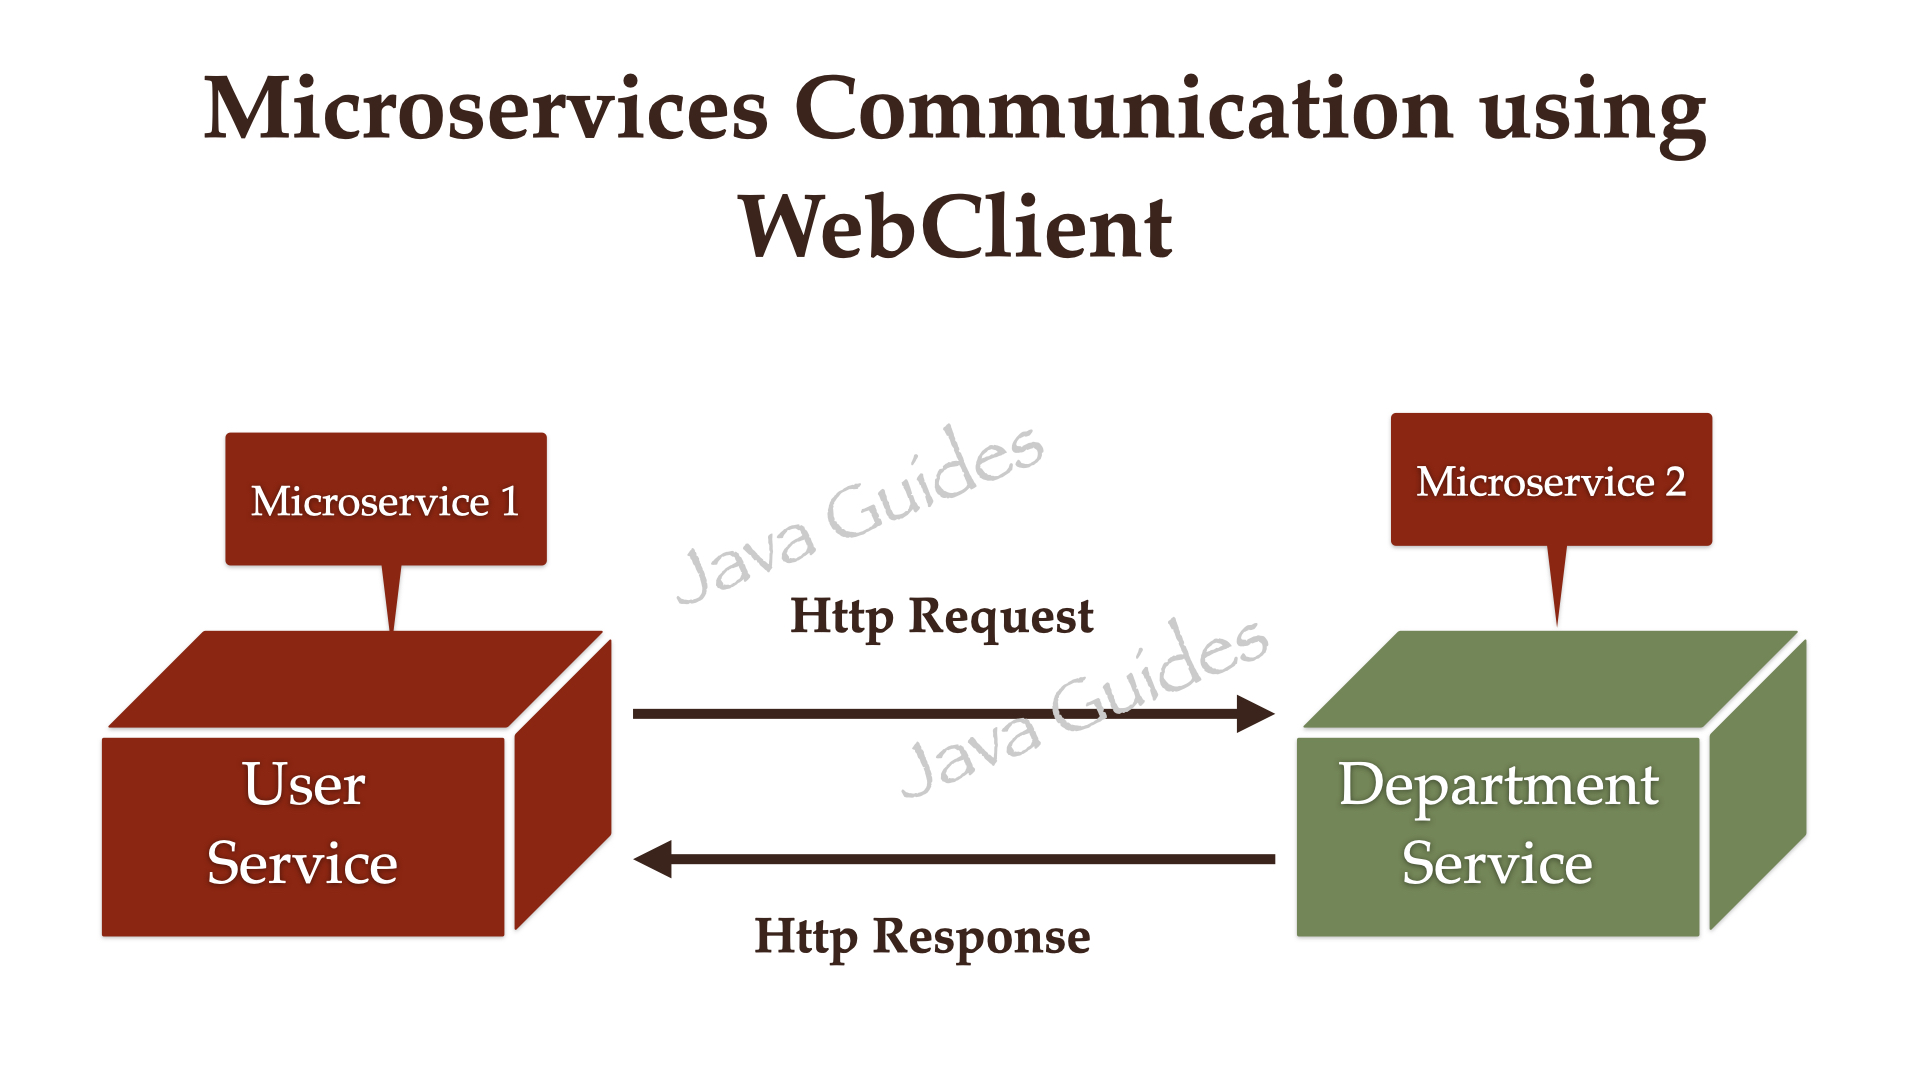 Microservices Communication using
WebClient
Microservice 1
Microservice 2
Java Guides
Http Request
Java Guides
User
Service
Department
Service
Http Response